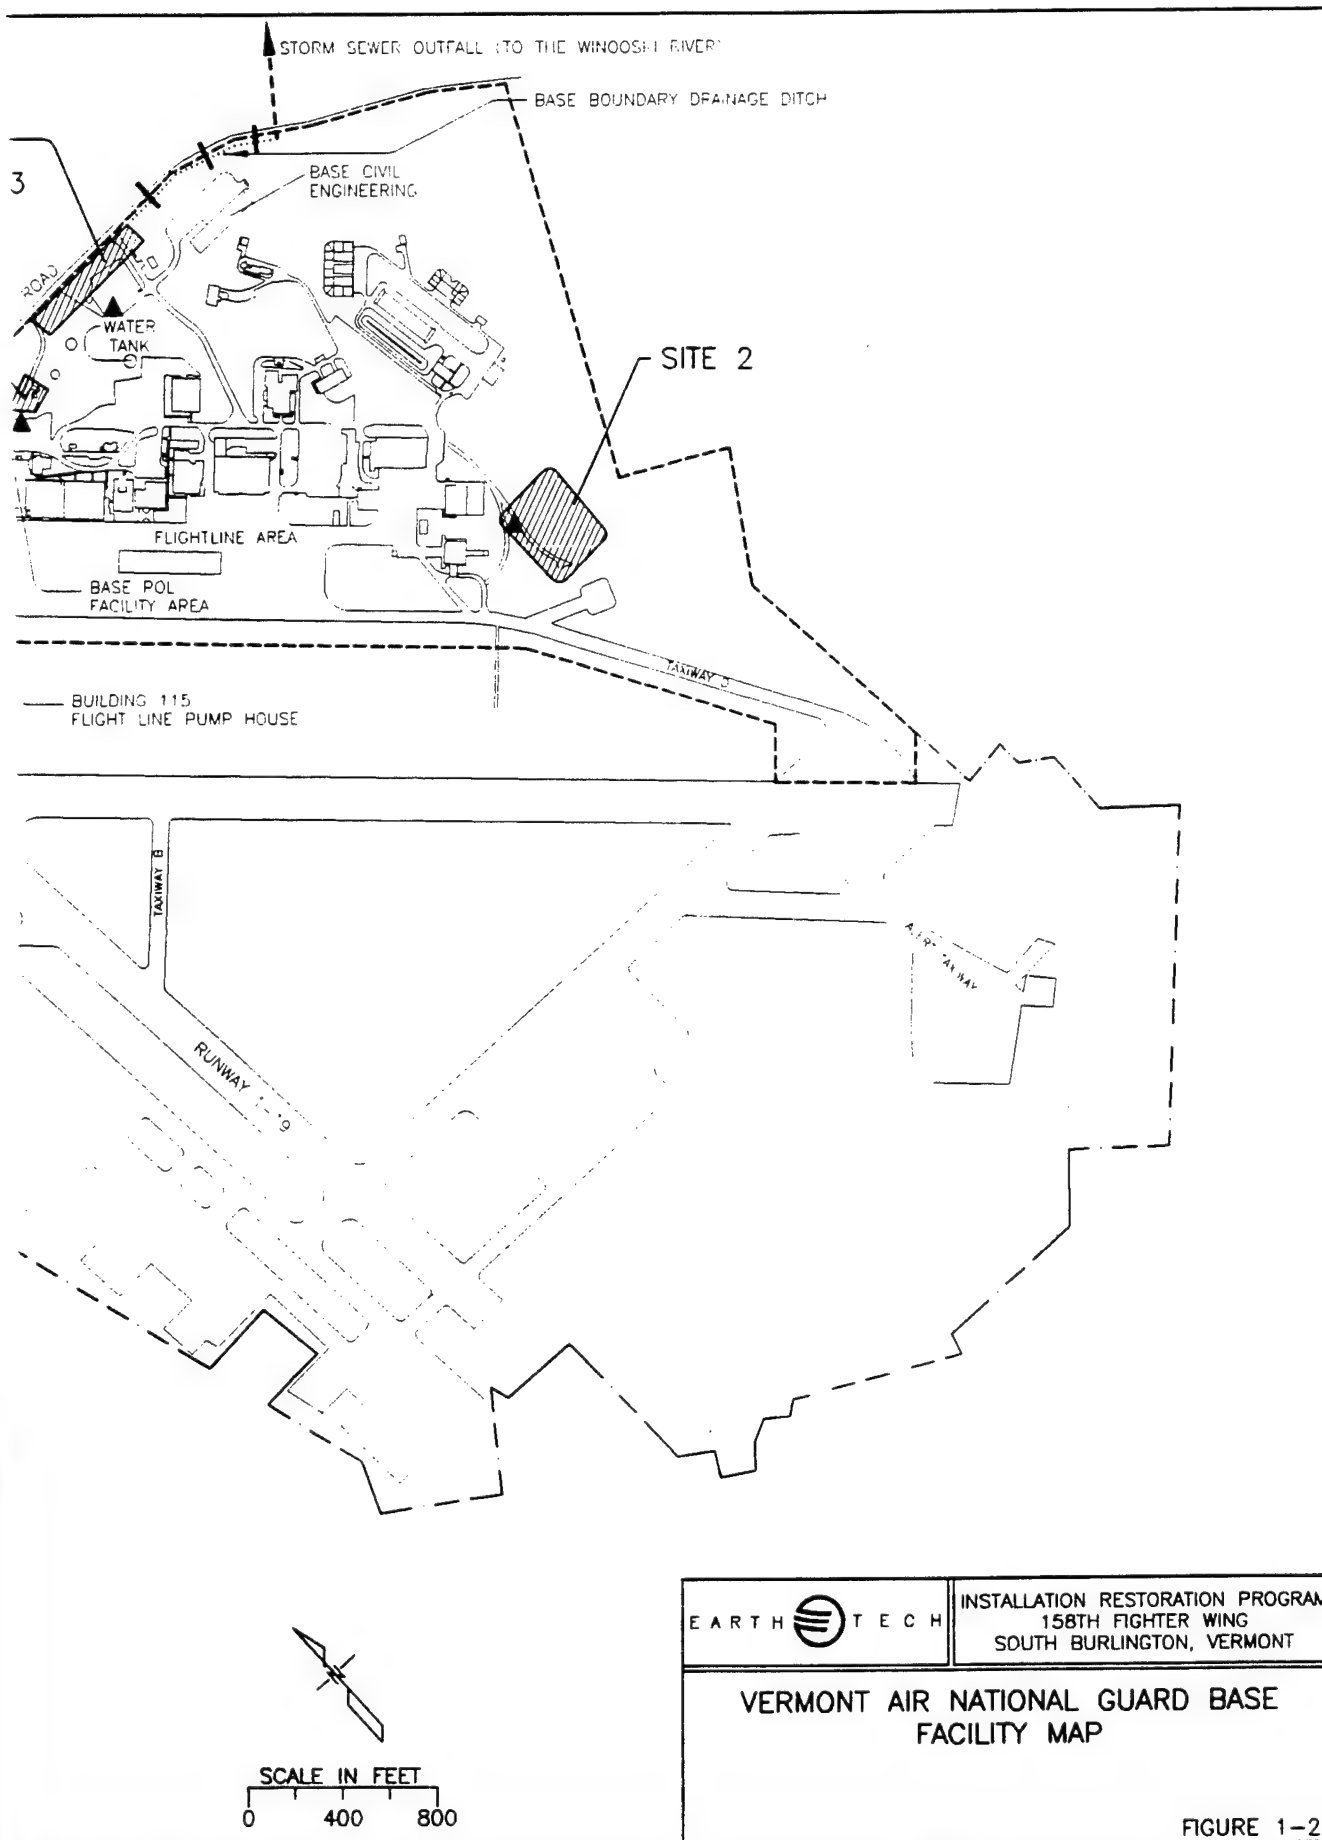 STORM SEWER OUTFALL (TO THE WINOOSKI RIVER)
BASE BOUNDARY DRAINAGE DITCH
BASE CIVIL
ENGINEERING
3
ROAD
WATER
TANK
SITE 2
FLIGHTLINE AREA
BASE POL
FACILITY AREA
TAXIWAY
BUILDING 115
FLIGHT LINE PUMP HOUSE
TAXIWAY B
TAXIWAY
RUNWAY 1-19
EARTH TECH
INSTALLATION RESTORATION PROGRAM
158TH FIGHTER WING
SOUTH BURLINGTON, VERMONT
VERMONT AIR NATIONAL GUARD BASE
FACILITY MAP
N
SCALE IN FEET
0 400 800
FIGURE 1-2